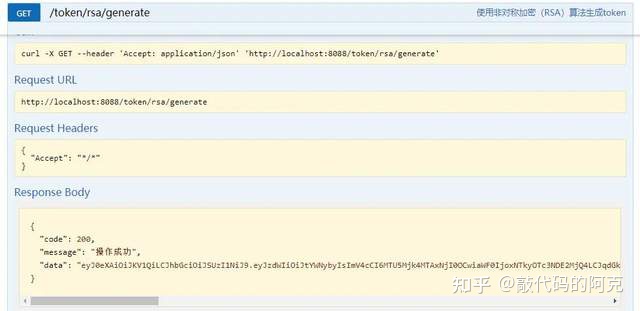 GET /token/rsa/generate 使用非对称加密（RSA）算法生成token
curl -X GET --header 'Accept: application/json' 'http://localhost:8088/token/rsa/generate'
Request URL
http://localhost:8088/token/rsa/generate
Request Headers
{
"Accept": "*/*"
}
Response Body
{
"code": 200,
"message": "操作成功",
"data": "eyJ0eXAiOiJKV1QiLCJhbGciOiJSUzI1NiJ9.eyJzdWIiOiJtYWNybyIsImV4cCI6MTU5Mjk4MTAxNjI0OCwiaWF0IjoxNTkyOTc3NDE2MjQ4LCJqdGk
}
知乎 @敲代码的阿克